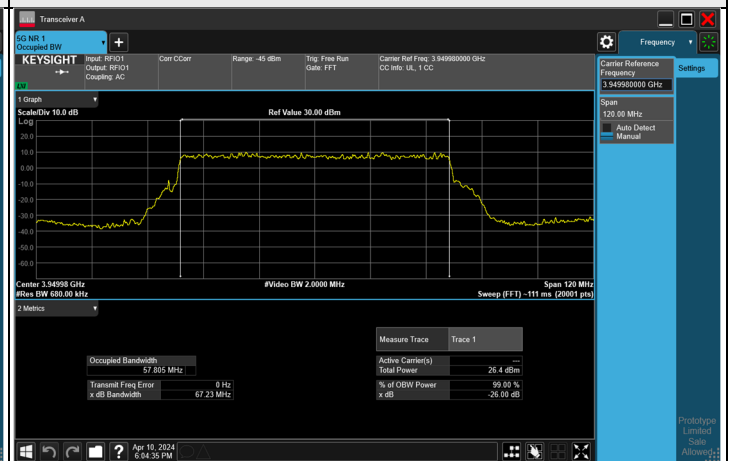 Transceiver A
5G NR 1
Occupied BW
Frequency
KEYSIGHT
Input: RFIO1
Output: RFIO1
Coupling: AC
Corr CCorr
Range: -45 dBm
Trig: Free Run
Gate: FFT
Carrier Ref Freq: 3.949980000 GHz
CC Info: UL, 1 CC
LXI
Carrier Reference
Frequency
3.949980000 GHz
Settings
Span
120.00 MHz
Auto Detect
Manual
1 Graph
Scale/Div 10.0 dB
Ref Value 30.00 dBm
Log
20.0
10.0
0.00
-10.0
-20.0
-30.0
-40.0
-50.0
-60.0
Center 3.94998 GHz
#Video BW 2.0000 MHz
Span 120 MHz
#Res BW 680.00 kHz
Sweep (FFT) ~111 ms (20001 pts)
2 Metrics
Measure Trace
Trace 1
Occupied Bandwidth
57.805 MHz
Active Carrier(s)
---
Total Power
26.4 dBm
Transmit Freq Error
0 Hz
x dB Bandwidth
67.23 MHz
% of OBW Power
99.00 %
x dB
-26.00 dB
Apr 10, 2024
6:04:35 PM
Prototype
Limited
Sale
Allowed